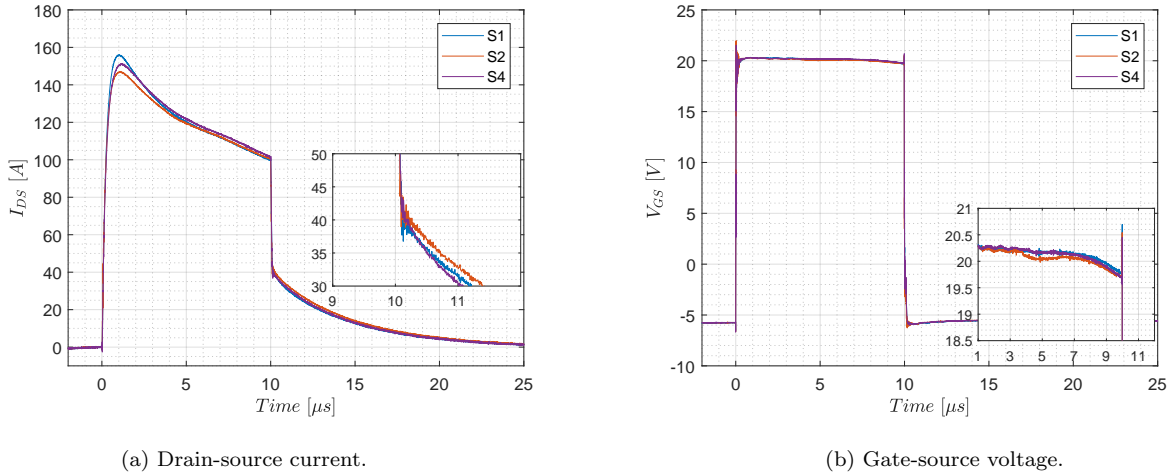 180
160
140
120
100
80
60
40
20
0
I_DS [A]
S1
S2
S4
50
45
40
35
30
9 10 11
0 5 10 15 20 25
Time [μs]
(a) Drain-source current.
25
20
15
10
5
0
-5
-10
V_GS [V]
S1
S2
S4
21
20.5
20
19.5
19
18.5
1 3 5 7 9 11
0 5 10 15 20 25
Time [μs]
(b) Gate-source voltage.